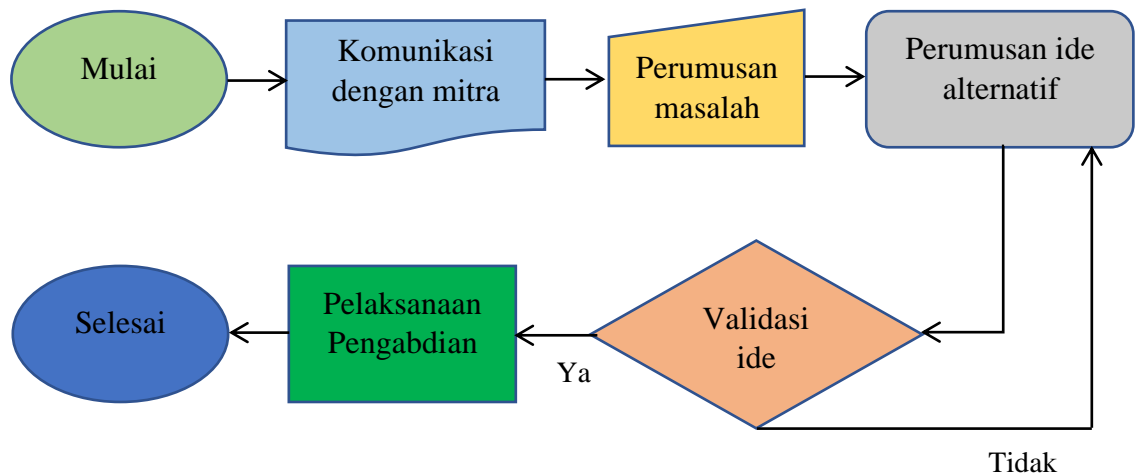 Mulai
Komunikasi
dengan mitra
Perumusan
masalah
Perumusan ide
alternatif
Validasi
ide
Tidak
Ya
Pelaksanaan
Pengabdian
Selesai